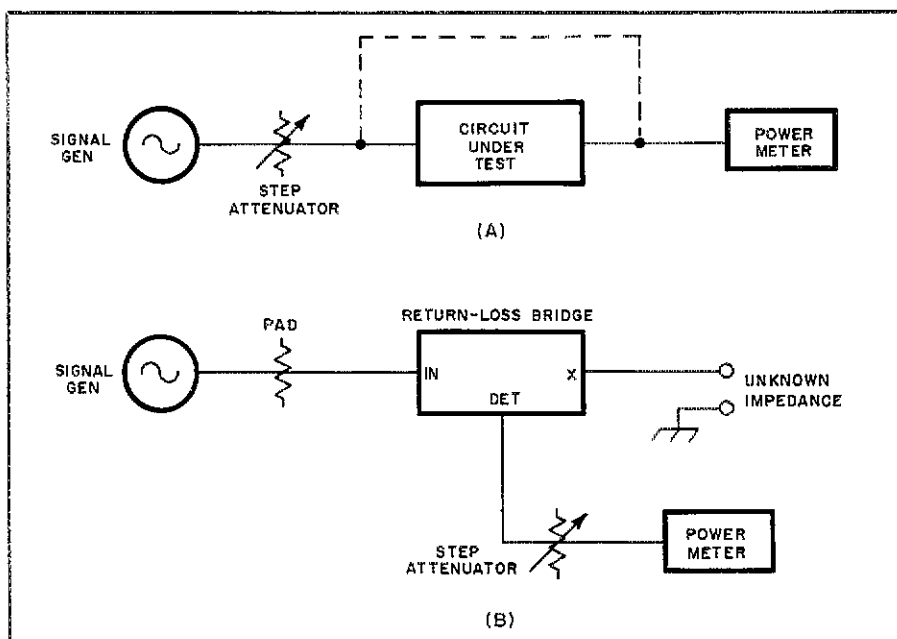 SIGNAL
GEN
STEP
ATTENUATOR
CIRCUIT
UNDER
TEST
POWER
METER
(A)
SIGNAL
GEN
PAD
RETURN-LOSS BRIDGE
IN
X
DET
UNKNOWN
IMPEDANCE
STEP
ATTENUATOR
POWER
METER
(B)